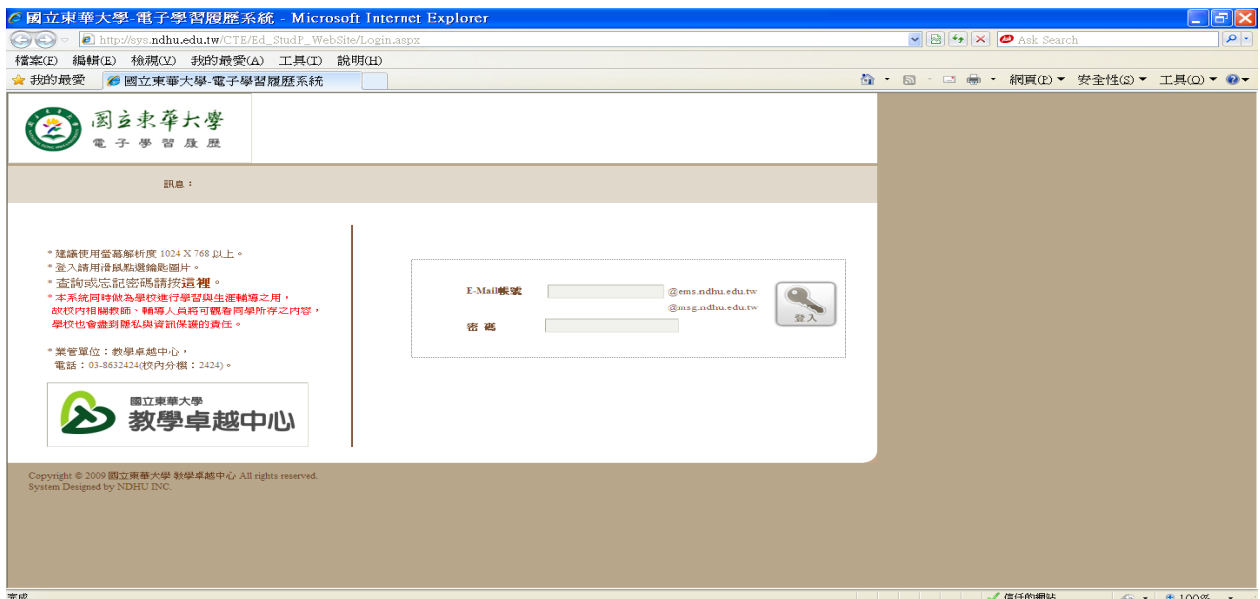 國立東華大學-電子學習履歷系統 - Microsoft Internet Explorer
http://sys.ndhu.edu.tw/CTE/Ed_StudP_WebSite/Login.aspx
Ask Search
檔案(F) 編輯(E) 檢視(V) 我的最愛(A) 工具(T) 說明(H)
我的最愛 國立東華大學-電子學習履歷系統 網頁(P) 安全性(S) 工具(O)
國立東華大學
電子學習履歷
訊息：
* 建議使用螢幕解析度 1024 X 768 以上。
* 登入請用滑鼠點選鑰匙圖片。
* 查詢或忘記密碼請按這裡。
* 本系統同時做為學校進行學習與生涯輔導之用，
故校內相關教師、輔導人員將可觀看同學所存之內容，
學校也會盡到隱私與資訊保護的責任。
* 業管單位：教學卓越中心，
電話：03-8632424(校內分機：2424)。
國立東華大學
教學卓越中心
E-Mail帳號 @ems.ndhu.edu.tw
@msg.ndhu.edu.tw
密 碼
登入
Copyright © 2009 國立東華大學 教學卓越中心 All rights reserved.
System Designed by NDHU INC.
完成 信任的網站 100%